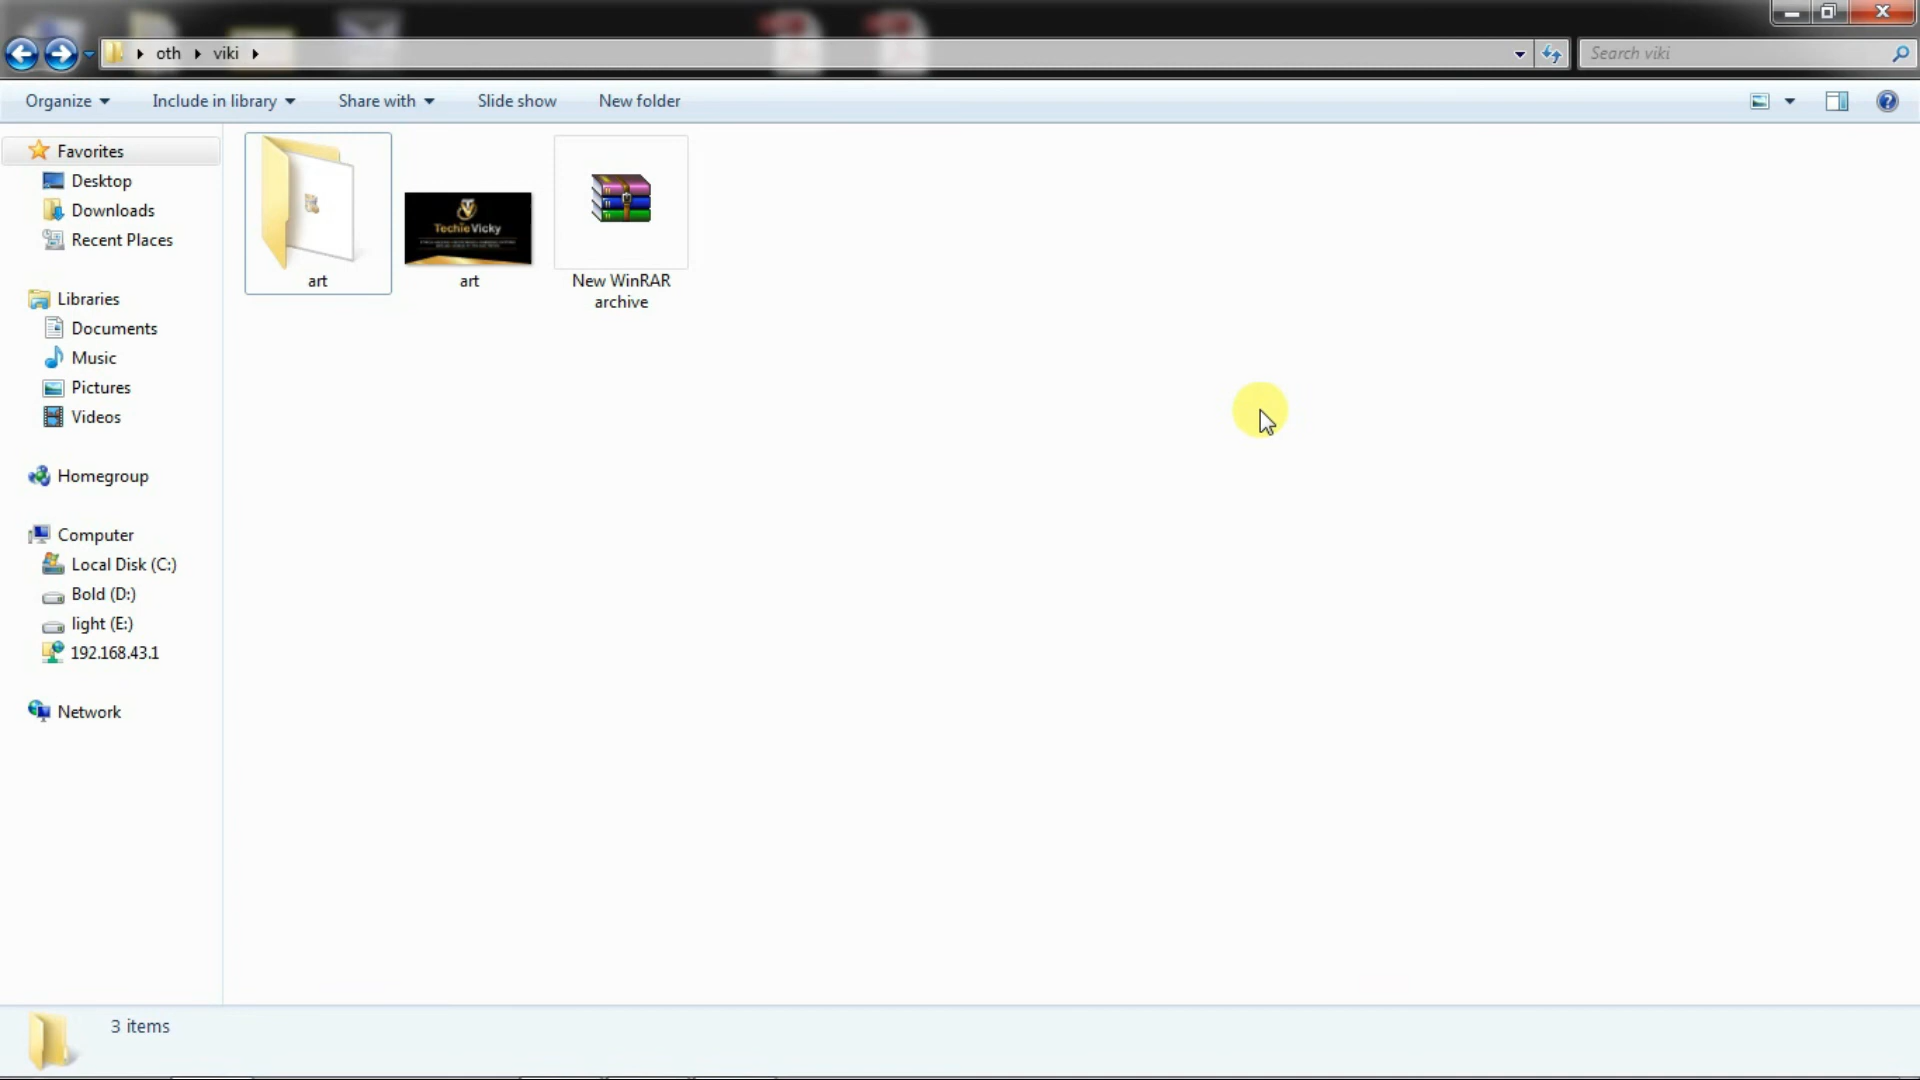 oth viki
Search viki
Organize Include in library Share with Slide show New folder
Favorites
Desktop
Downloads
Recent Places
Libraries
Documents
Music
Pictures
Videos
Homegroup
Computer
Local Disk (C:)
Bold (D:)
light (E:)
192.168.43.1
Network
TechieVicky
art
art
New WinRAR
archive
3 items